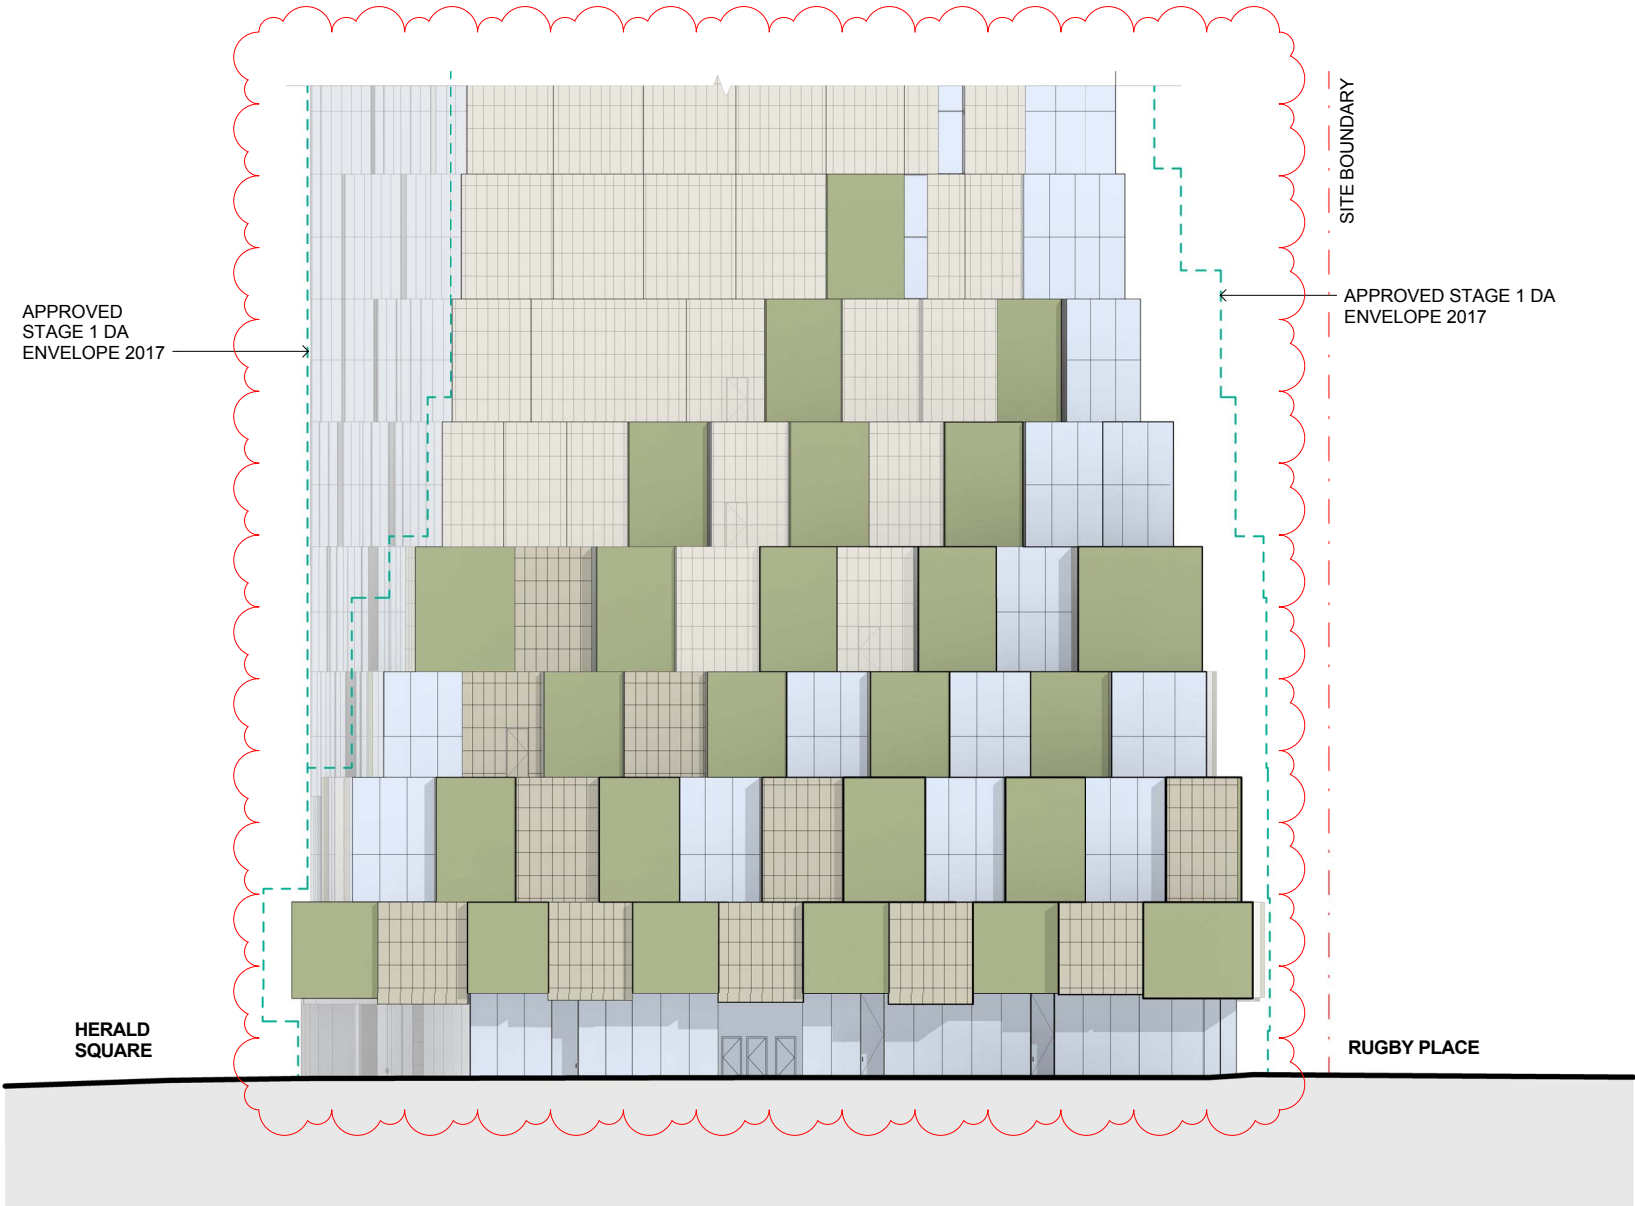 SITE BOUNDARY
APPROVED
STAGE 1 DA
ENVELOPE 2017
APPROVED STAGE 1 DA
ENVELOPE 2017
HERALD
SQUARE
RUGBY PLACE